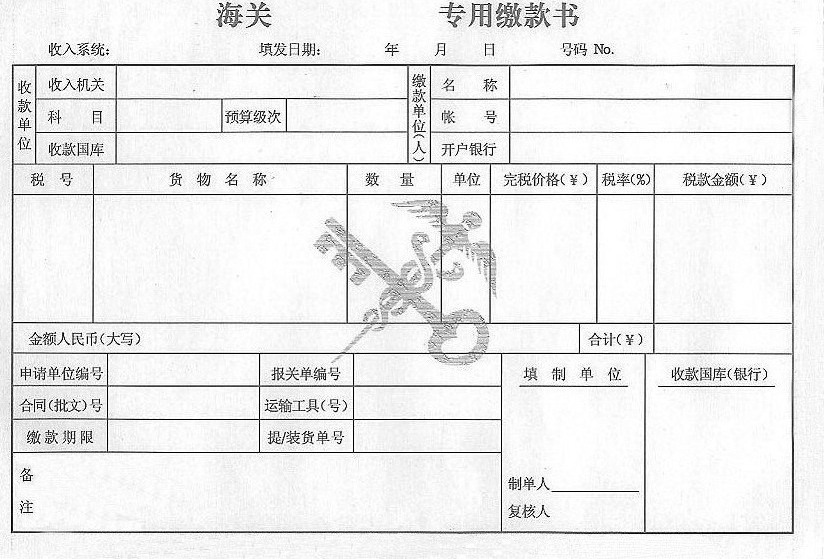 海关 专用缴款书
收入系统: 填发日期: 年 月 日 号码 No.
收款单位 收入机关 缴款单位(人) 名 称
科 目 预算级次 帐 号
收款国库 开户银行
税 号 货 物 名 称 数 量 单位 完税价格(¥) 税率(%) 税款金额(¥)
金额人民币(大写) 合计(¥)
申请单位编号 报关单编号 填 制 单 位 收款国库(银行)
合同(批文)号 运输工具(号)
缴 款 期 限 提/装货单号
备 注
制单人
复核人